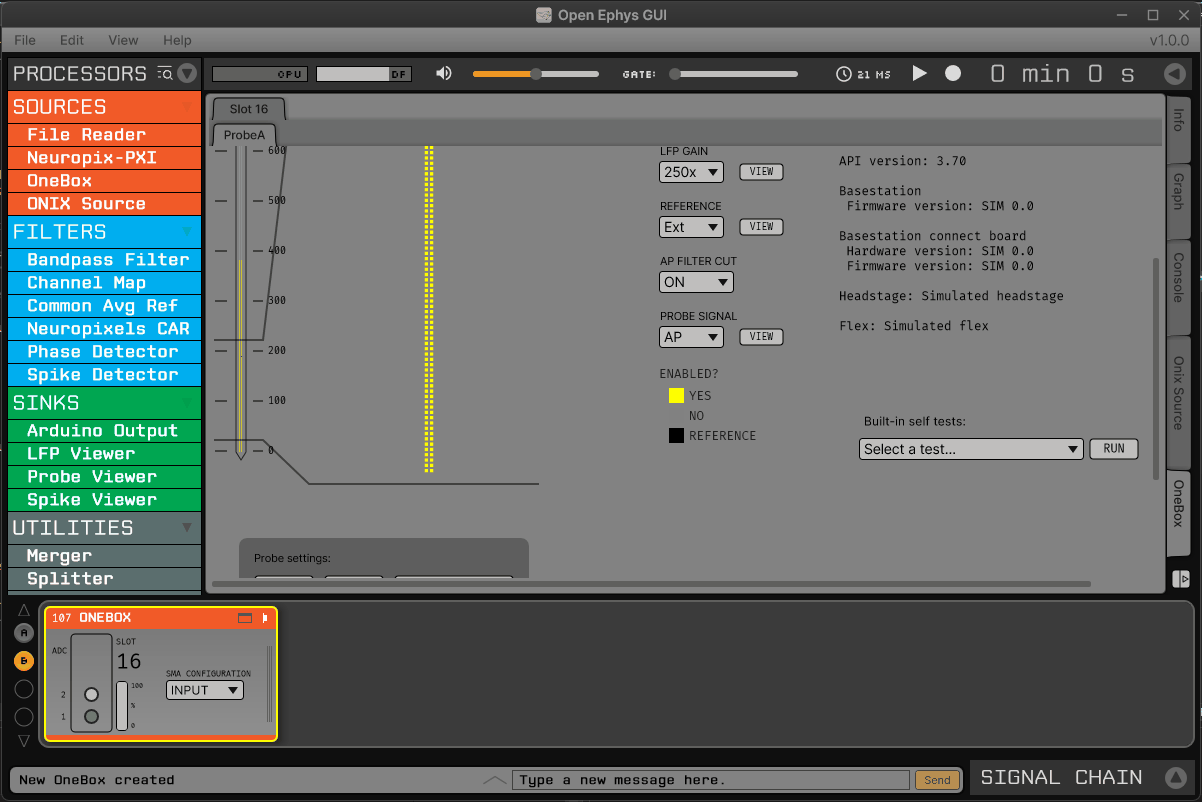 Open Ephys GUI
File Edit View Help v1.0.0
PROCESSORS CPU DF GATE: 21 MS 0 min 0 s
SOURCES
File Reader
Neuropix-PXI
OneBox
ONIX Source
FILTERS
Bandpass Filter
Channel Map
Common Avg Ref
Neuropixels CAR
Phase Detector
Spike Detector
SINKS
Arduino Output
LFP Viewer
Probe Viewer
Spike Viewer
UTILITIES
Merger
Splitter
Slot 16
ProbeA
600
500
400
300
200
100
0
LFP GAIN
250x VIEW
REFERENCE
Ext VIEW
AP FILTER CUT
ON
PROBE SIGNAL
AP VIEW
ENABLED?
YES
NO
REFERENCE
API version: 3.70
Basestation
Firmware version: SIM 0.0
Basestation connect board
Hardware version: SIM 0.0
Firmware version: SIM 0.0
Headstage: Simulated headstage
Flex: Simulated flex
Built-in self tests:
Select a test... RUN
Probe settings:
Info
Graph
Console
Onix Source
OneBox
A
B
107 ONEBOX
ADC
2
1
SLOT
16
100
%
0
SMA CONFIGURATION
INPUT
New OneBox created
Type a new message here. Send
SIGNAL CHAIN